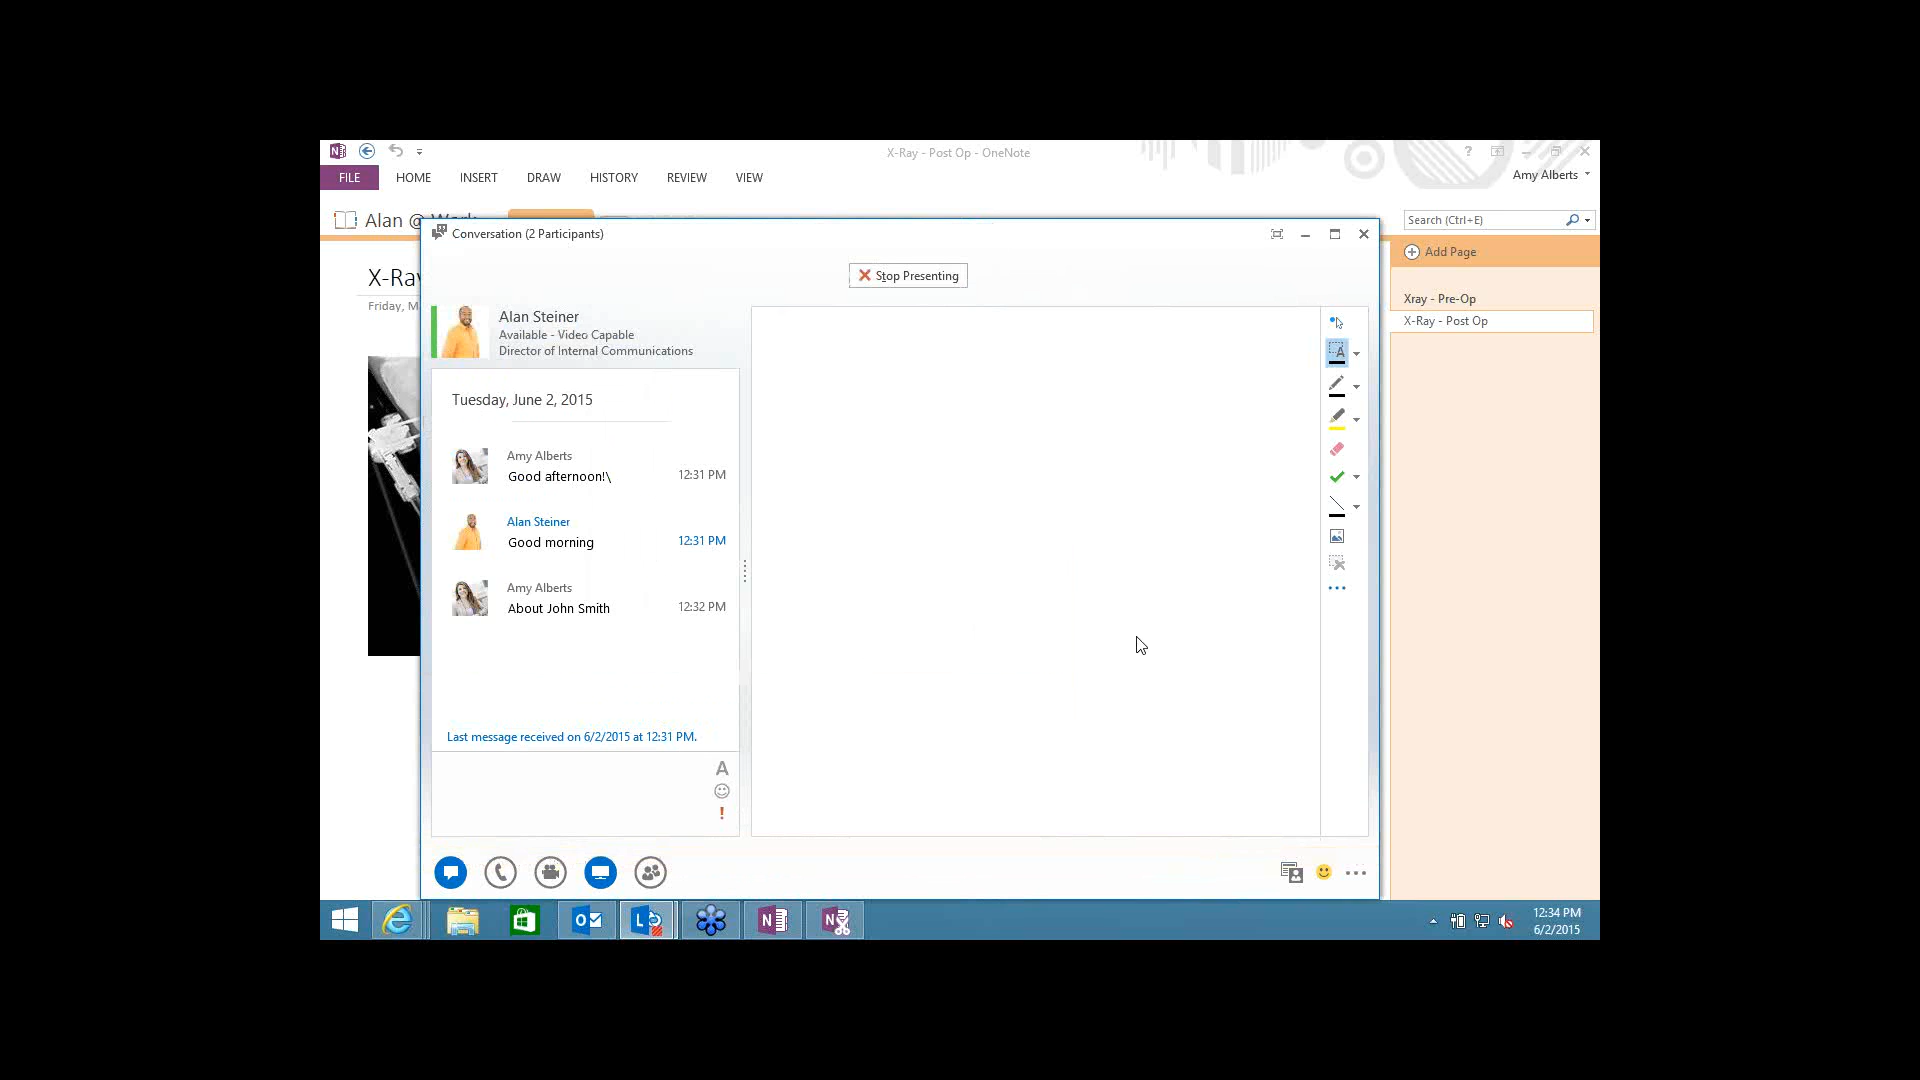 X-Ray - Post Op - OneNote
?
FILE HOME INSERT DRAW HISTORY REVIEW VIEW
Amy Alberts
Alan @ Work
Search (Ctrl+E)
Conversation (2 Participants)
Add Page
Stop Presenting
X-Ray
Friday, M
Xray - Pre-Op
X-Ray - Post Op
Alan Steiner
Available - Video Capable
Director of Internal Communications
A
Tuesday, June 2, 2015
Amy Alberts
Good afternoon!\ 12:31 PM
Alan Steiner
Good morning 12:31 PM
Amy Alberts
About John Smith 12:32 PM
Last message received on 6/2/2015 at 12:31 PM.
A
!
12:34 PM
6/2/2015